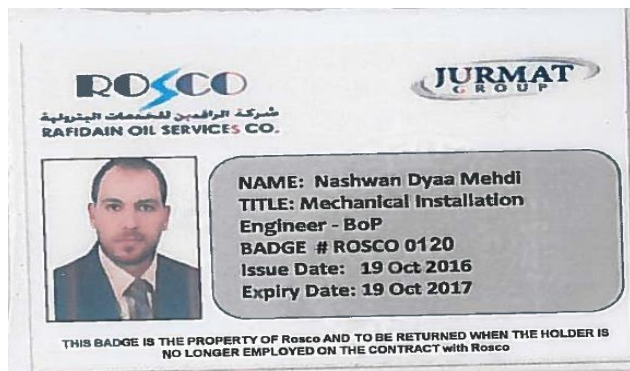 ROSCO
شركة الرافدين للخدمات البترولية
RAFIDAIN OIL SERVICES CO.
JURMAT
GROUP
NAME: Nashwan Dyaa Mehdi
TITLE: Mechanical Installation
Engineer - BoP
BADGE # ROSCO 0120
Issue Date: 19 Oct 2016
Expiry Date: 19 Oct 2017
THIS BADGE IS THE PROPERTY OF Rosco AND TO BE RETURNED WHEN THE HOLDER IS
NO LONGER EMPLOYED ON THE CONTRACT with Rosco